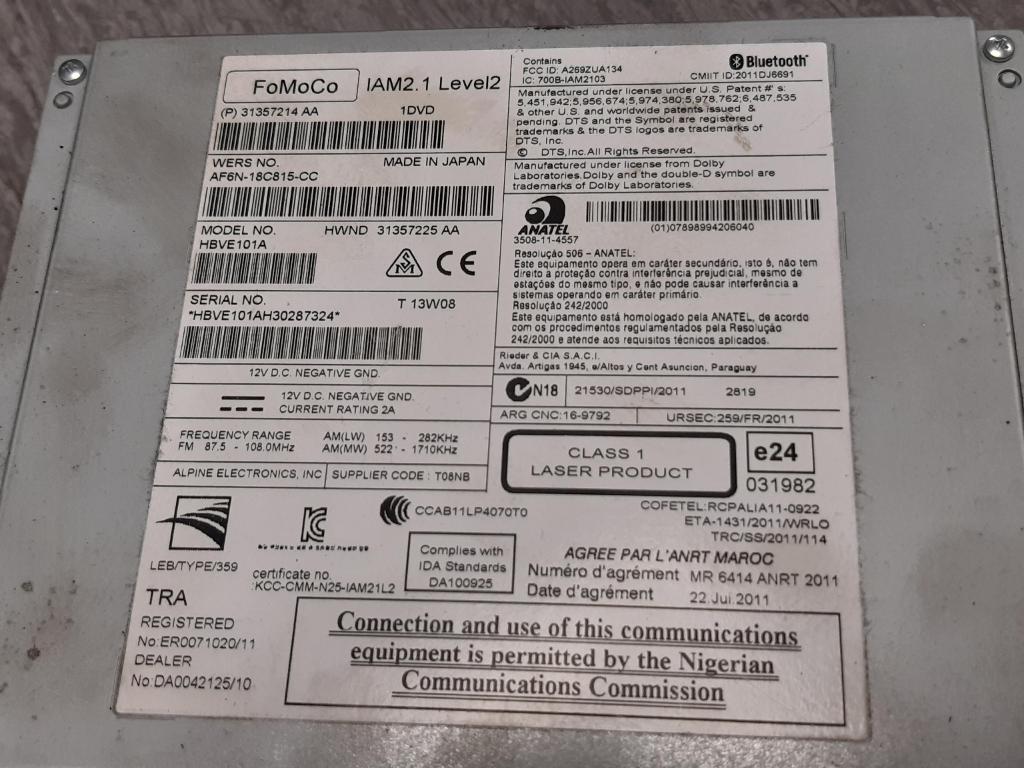 FoMoCo IAM2.1 Level2
(P) 31357214 AA 1DVD
WERS NO. MADE IN JAPAN
AF6N-18C815-CC
MODEL NO. HWND 31357225 AA
HBVE101A
SERIAL NO. T 13W08
*HBVE101AH30287324*
12V D.C. NEGATIVE GND.
12V D.C. NEGATIVE GND.
CURRENT RATING 2A
FREQUENCY RANGE AM(LW) 153 - 282KHz
FM 87.5 - 108.0MHz AM(MW) 522 - 1710KHz
ALPINE ELECTRONICS, INC SUPPLIER CODE : T08NB
Contains
FCC ID: A269ZUA134
IC: 700B-IAM2103
Bluetooth
CMIIT ID:2011DJ6691
Manufactured under license under U.S. Patent #' s:
5,451,942;5,956,674;5,974,380;5,978,762;6,487,535
& other U.S. and worldwide patents issued &
pending. DTS and the Symbol are registered
trademarks & the DTS logos are trademarks of
DTS, Inc.
© DTS,Inc.All Rights Reserved.
Manufactured under license from Dolby
Laboratories.Dolby and the double-D symbol are
trademarks of Dolby Laboratories.
ANATEL
3508-11-4557
(01)07898994206040
Resolução 506 - ANATEL:
Este equipamento opera em caráter secundário, isto é, não tem
direito a proteção contra interferência prejudicial, mesmo de
estações do mesmo tipo, e não pode causar interferência a
sistemas operando em caráter primário.
Resolução 242/2000
Este equipamento está homologado pela ANATEL, de acordo
com os procedimentos regulamentados pela Resolução
242/2000 e atende aos requisitos técnicos aplicados.
Rieder & CIA S.A.C.I.
Avda. Artigas 1945, e/Altos y Cent Asuncion, Paraguay
N18 21530/SDPPI/2011 2819
ARG CNC:16-9792 URSEC:259/FR/2011
CLASS 1
LASER PRODUCT
e24
031982
LEB/TYPE/359
certificate no.
:KCC-CMM-N25-IAM21L2
CCAB11LP4070T0
Complies with
IDA Standards
DA100925
COFETEL:RCPALIA11-0922
ETA-1431/2011/WRLO
TRC/SS/2011/114
AGREE PAR L'ANRT MAROC
Numéro d'agrément MR 6414 ANRT 2011
Date d'agrément 22.Jui.2011
TRA
REGISTERED
No:ER0071020/11
DEALER
No:DA0042125/10
Connection and use of this communications
equipment is permitted by the Nigerian
Communications Commission